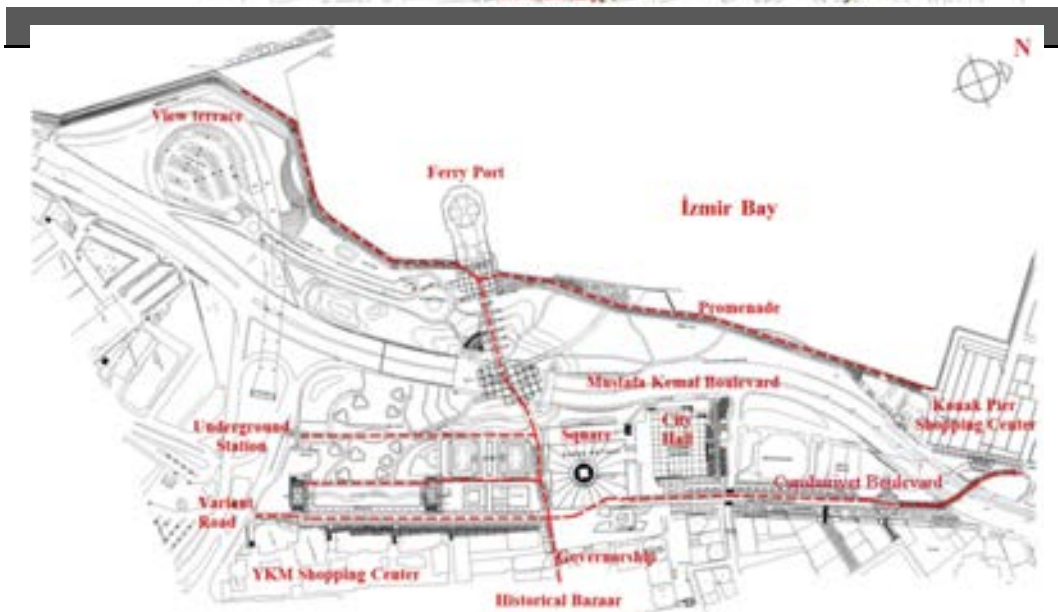 N
View terrace
Ferry Port
İzmir Bay
Promenade
Mustafa Kemal Boulevard
Konak Pier
Shopping Center
Underground
Station
Square
City
Hall
Cumhuriyet Boulevard
Variant
Road
Governorship
YKM Shopping Center
Historical Bazaar